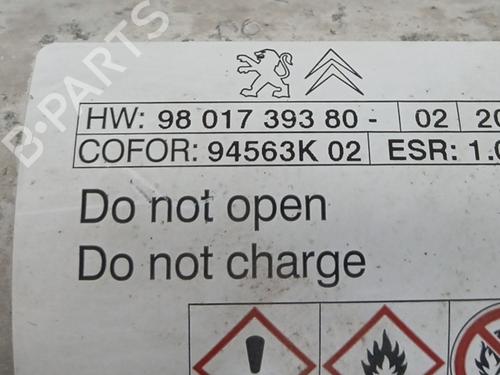 HW: 98 017 393 80 - 02 20
COFOR: 94563K 02 ESR: 1.0
Do not open
Do not charge
B-PARTS